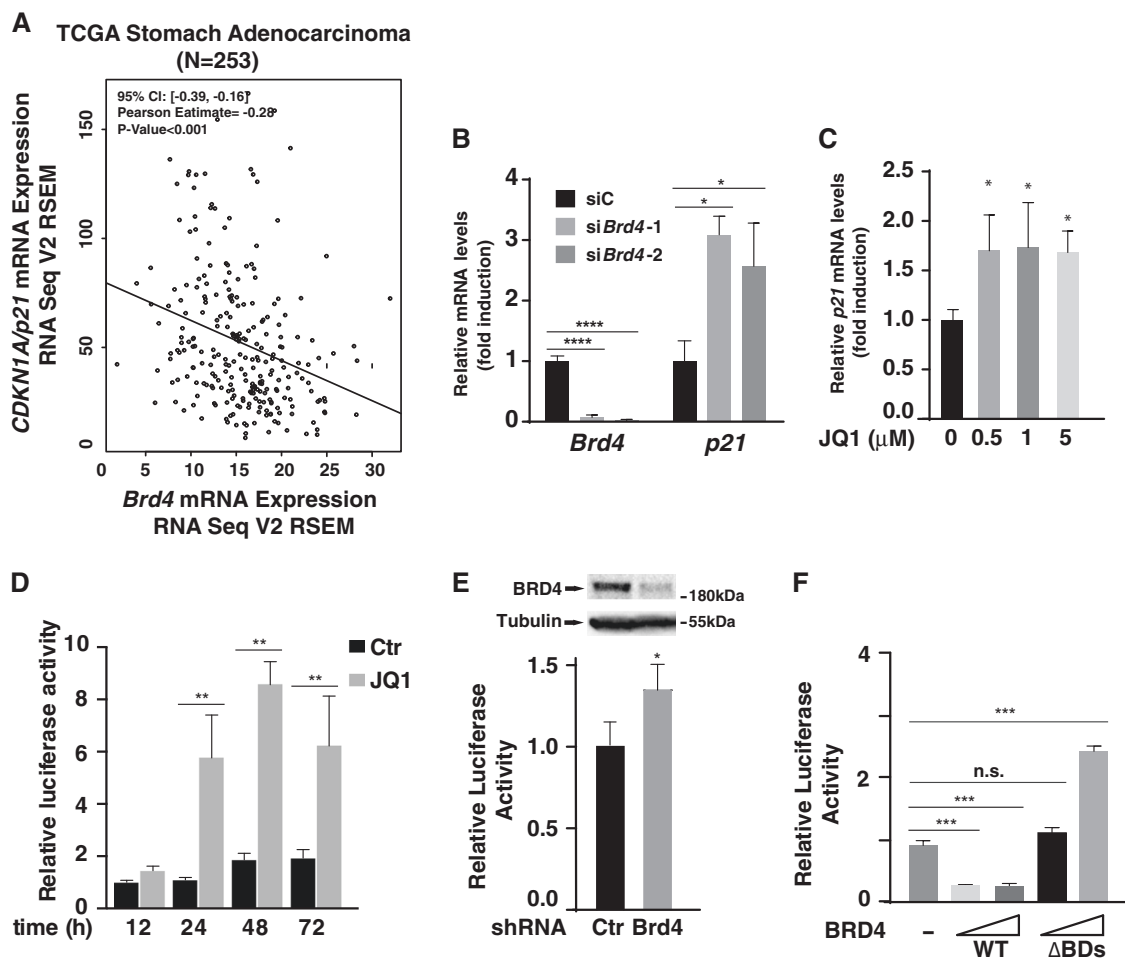 A
TCGA Stomach Adenocarcinoma
(N=253)
95% CI: [-0.39, -0.16]
Pearson Eatimate= -0.28
P-Value<0.001
CDKN1A/p21 mRNA Expression
RNA Seq V2 RSEM
150
100
50
0
0 5 10 15 20 25 30
Brd4 mRNA Expression
RNA Seq V2 RSEM
B
Relative mRNA levels
(fold induction)
4
3
2
1
0
siC
siBrd4-1
siBrd4-2
****
****
*
*
Brd4 p21
C
Relative p21 mRNA levels
(fold induction)
2.5
2.0
1.5
1.0
0.5
0.0
* * *
JQ1 (μM) 0 0.5 1 5
D
Relative luciferase activity
10
8
6
4
2
0
Ctr
JQ1
** ** **
time (h) 12 24 48 72
E
BRD4
-180kDa
Tubulin
-55kDa
Relative Luciferase
Activity
1.5
1.0
0.5
0.0
*
shRNA Ctr Brd4
F
Relative Luciferase
Activity
4
2
0
***
n.s.
***
***
BRD4 – WT ΔBDs